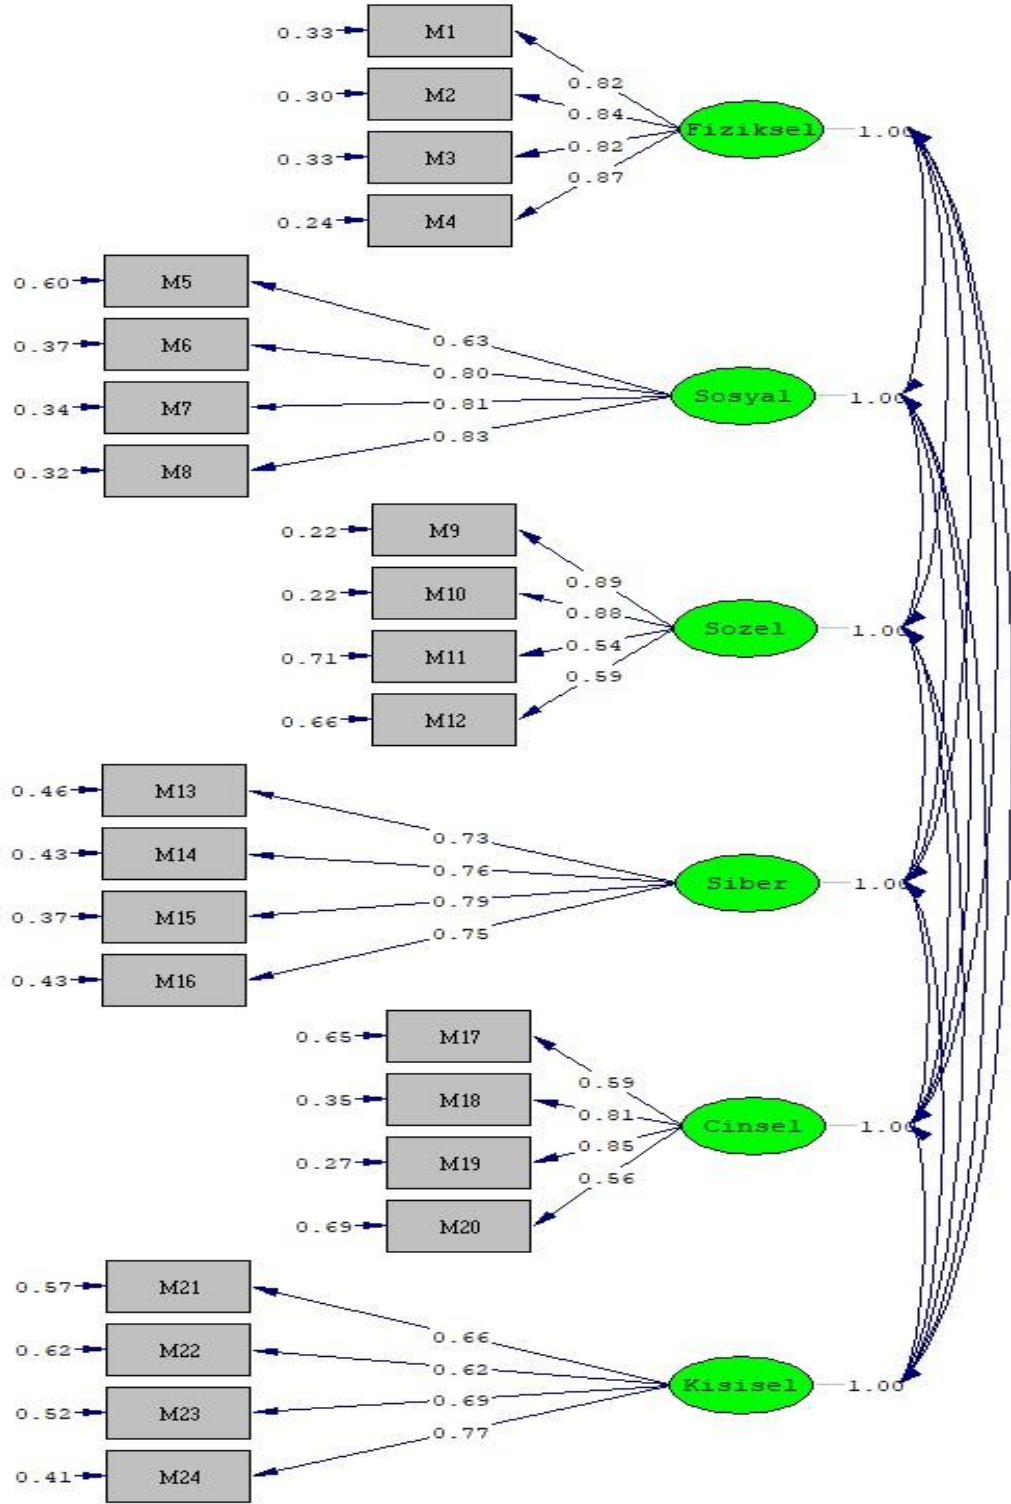 0.33 M1
0.82
0.30 M2
0.84
Fiziksel 1.00
0.33 M3
0.82
0.87
0.24 M4
0.60 M5
0.63
0.37 M6
0.80
Sosyal 1.00
0.34 M7
0.81
0.83
0.32 M8
0.22 M9
0.89
0.22 M10
0.88
Sozel 1.00
0.71 M11
0.54
0.59
0.66 M12
0.46 M13
0.73
0.43 M14
0.76
Siber 1.00
0.37 M15
0.79
0.75
0.43 M16
0.65 M17
0.59
0.35 M18
0.81
Cinsel 1.00
0.27 M19
0.85
0.56
0.69 M20
0.57 M21
0.66
0.62 M22
0.62
Kisisel 1.00
0.52 M23
0.69
0.77
0.41 M24